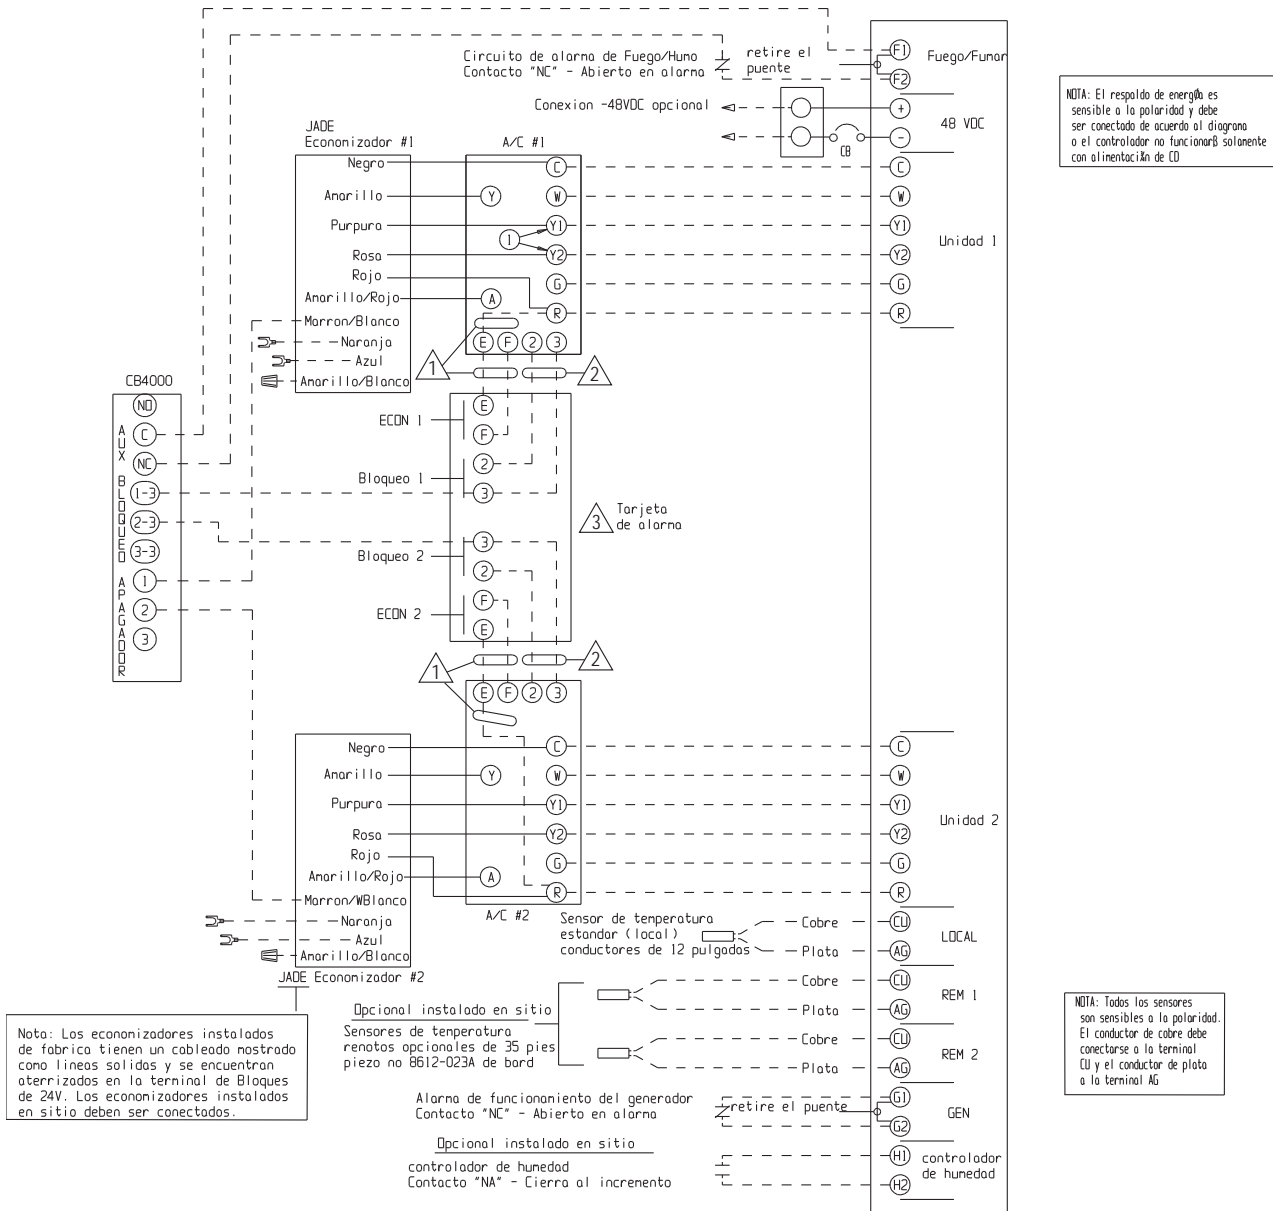 Circuito de alarma de Fuego/Humo
Contacto "NC" - Abierto en alarma
retire el
puente
F1
F2
Fuego/Fumar
Conexion -48VDC opcional
CB
+
-
48 VDC
NOTA: El respaldo de energØa es
sensible a la polaridad y debe
ser conectado de acuerdo al diagrama
o el controlador no funcionarß solamente
con alimentaciÃn de CD
JADE
Economizador #1
Negro
Amarillo
Purpura
Rosa
Rojo
Amarillo/Rojo
Marron/Blanco
Naranja
Azul
Amarillo/Blanco
A/C #1
C
Y
W
Y1
1
Y2
G
A
R
E
F
2
3
C
W
Y1
Y2
G
R
Unidad 1
1
2
CB4000
NO
C
NC
1-3
2-3
3-3
1
2
3
AUX
BLOQUEO
APAGADOR
ECON 1
E
F
Bloqueo 1
2
3
Bloqueo 2
3
2
ECON 2
F
E
3
Tarjeta
de alarma
1
2
E
F
2
3
Negro
Amarillo
Purpura
Rosa
Rojo
Amarillo/Rojo
Marron/WBlanco
Naranja
Azul
Amarillo/Blanco
JADE Economizador #2
C
Y
W
Y1
Y2
G
A
R
A/C #2
C
W
Y1
Y2
G
R
Unidad 2
Sensor de temperatura
estandar (local)
conductores de 12 pulgadas
Cobre
Plata
CU
AG
LOCAL
Opcional instalado en sitio
Sensores de temperatura
remotos opcionales de 35 pies
piezo no 8612-023A de bard
Cobre
Plata
CU
AG
REM 1
Cobre
Plata
CU
AG
REM 2
Alarma de funcionamiento del generador
Contacto "NC" - Abierto en alarma
retire el puente
G1
G2
GEN
Opcional instalado en sitio
controlador de humedad
Contacto "NA" - Cierra al incremento
H1
H2
controlador
de humedad
Nota: Los economizadores instalados
de fabrica tienen un cableado mostrado
como lineas solidas y se encuentran
aterrizados en la terminal de Bloques
de 24V. Los economizadores instalados
en sitio deben ser conectados.
NOTA: Todos los sensores
son sensibles a la polaridad.
El conductor de cobre debe
conectarse a la terminal
CU y el conductor de plata
a la terminal AG